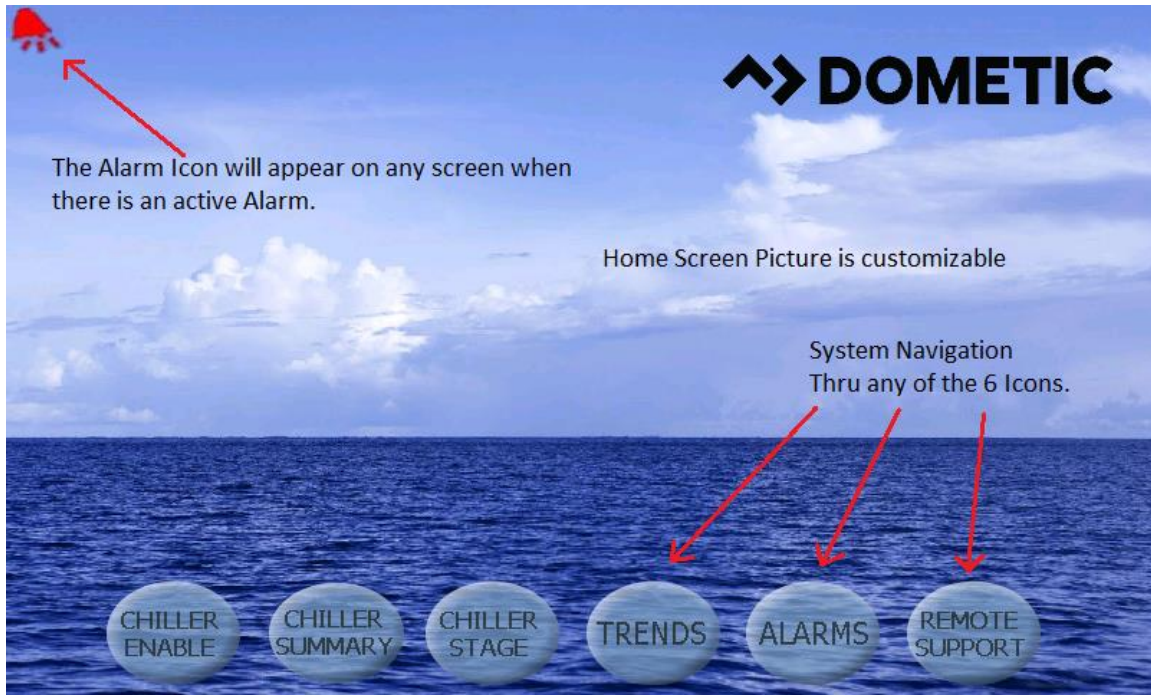 DOMETIC
The Alarm Icon will appear on any screen when
there is an active Alarm.
Home Screen Picture is customizable
System Navigation
Thru any of the 6 Icons.
CHILLER
ENABLE
CHILLER
SUMMARY
CHILLER
STAGE
TRENDS
ALARMS
REMOTE
SUPPORT